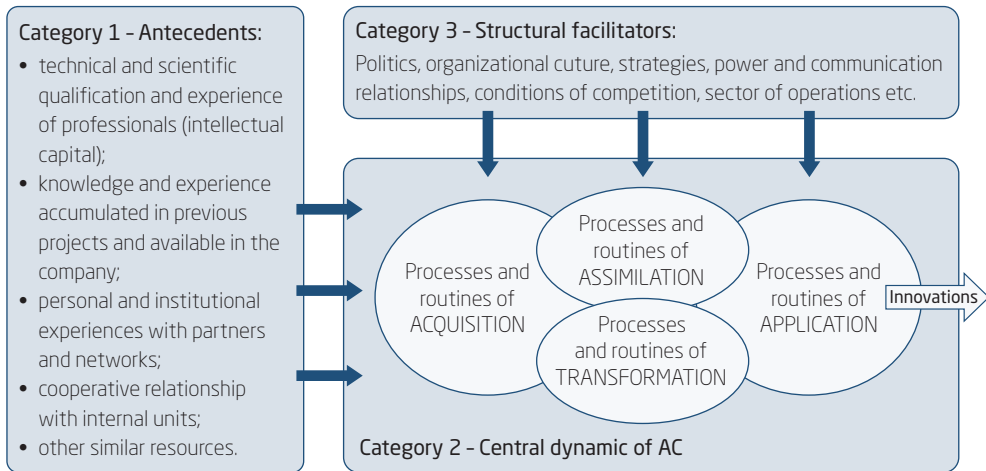 Category 1 – Antecedents:
• technical and scientific
qualification and experience
of professionals (intellectual
capital);
• knowledge and experience
accumulated in previous
projects and available in the
company;
• personal and institutional
experiences with partners
and networks;
• cooperative relationship
with internal units;
• other similar resources.
Category 3 – Structural facilitators:
Politics, organizational cuture, strategies, power and communication
relationships, conditions of competition, sector of operations etc.
Processes and
routines of
ACQUISITION
Processes and
routines of
ASSIMILATION
Processes
and routines of
TRANSFORMATION
Processes and
routines of
APPLICATION
Innovations
Category 2 – Central dynamic of AC